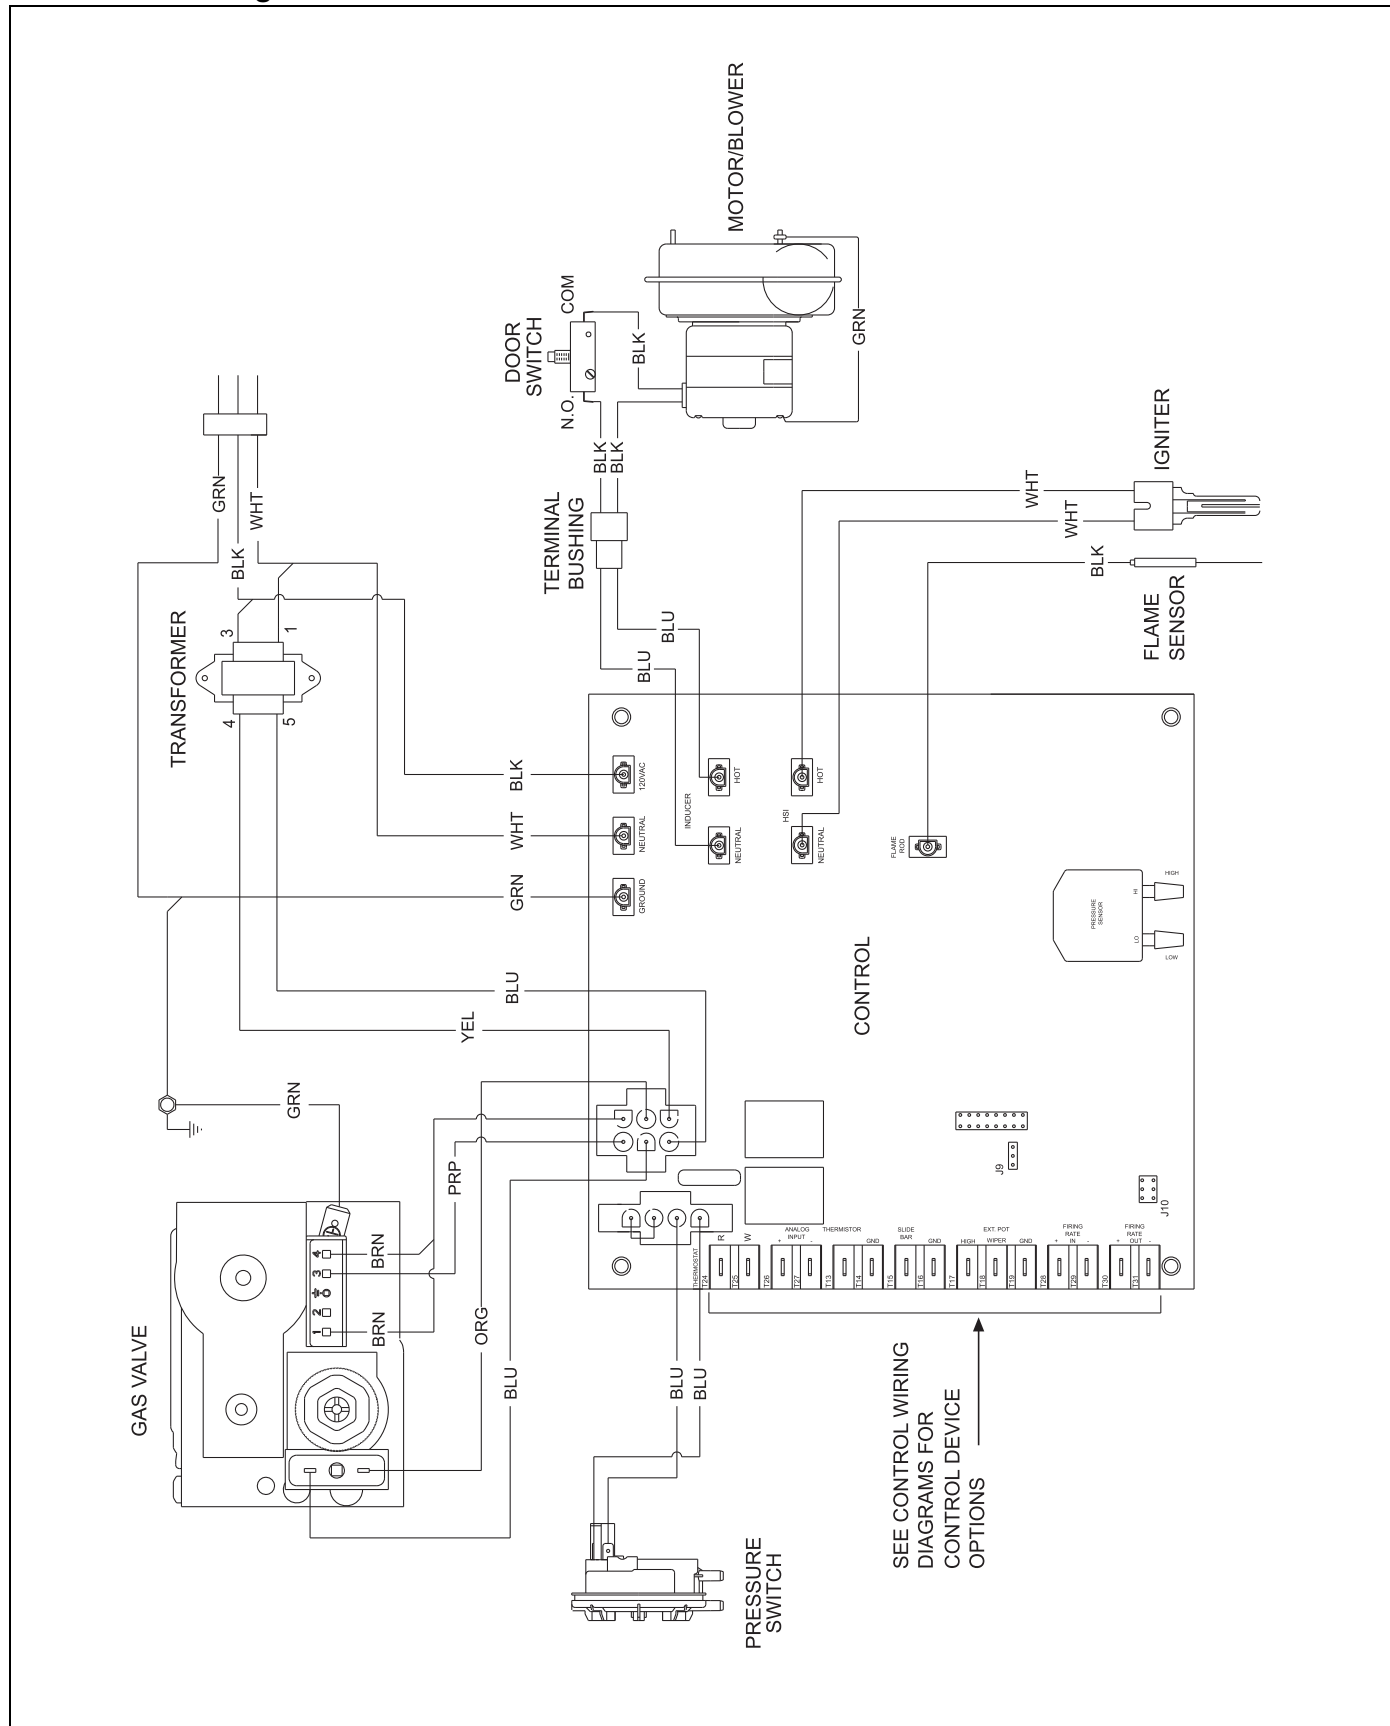 MOTOR/BLOWER
DOOR
SWITCH
COM
N.O.
BLK
GRN
BLK
BLK
TERMINAL
BUSHING
IGNITER
WHT
WHT
BLK
FLAME
SENSOR
GRN
WHT
BLK
TRANSFORMER
3
1
4
5
BLU
BLU
BLK
WHT
GRN
BLU
YEL
120VAC
NEUTRAL
GROUND
INDUCER
HOT
NEUTRAL
HSI
HOT
NEUTRAL
FLAME
ROD
PRESSURE
SENSOR
HI
LO
HIGH
LOW
CONTROL
GRN
PRP
BRN
BRN
ORG
BLU
BLU
BLU
GAS VALVE
1
2
3
4
J9
J10
THERMOSTAT
R
W
ANALOG
INPUT
+
-
THERMISTOR
GND
SLIDE
BAR
GND
EXT. POT
HIGH
WIPER
GND
FIRING
RATE
IN
+
-
FIRING
RATE
OUT
+
-
T24
T25
T26
T27
T13
T14
T15
T16
T17
T18
T19
T28
T29
T30
T31
SEE CONTROL WIRING
DIAGRAMS FOR
CONTROL DEVICE
OPTIONS
PRESSURE
SWITCH